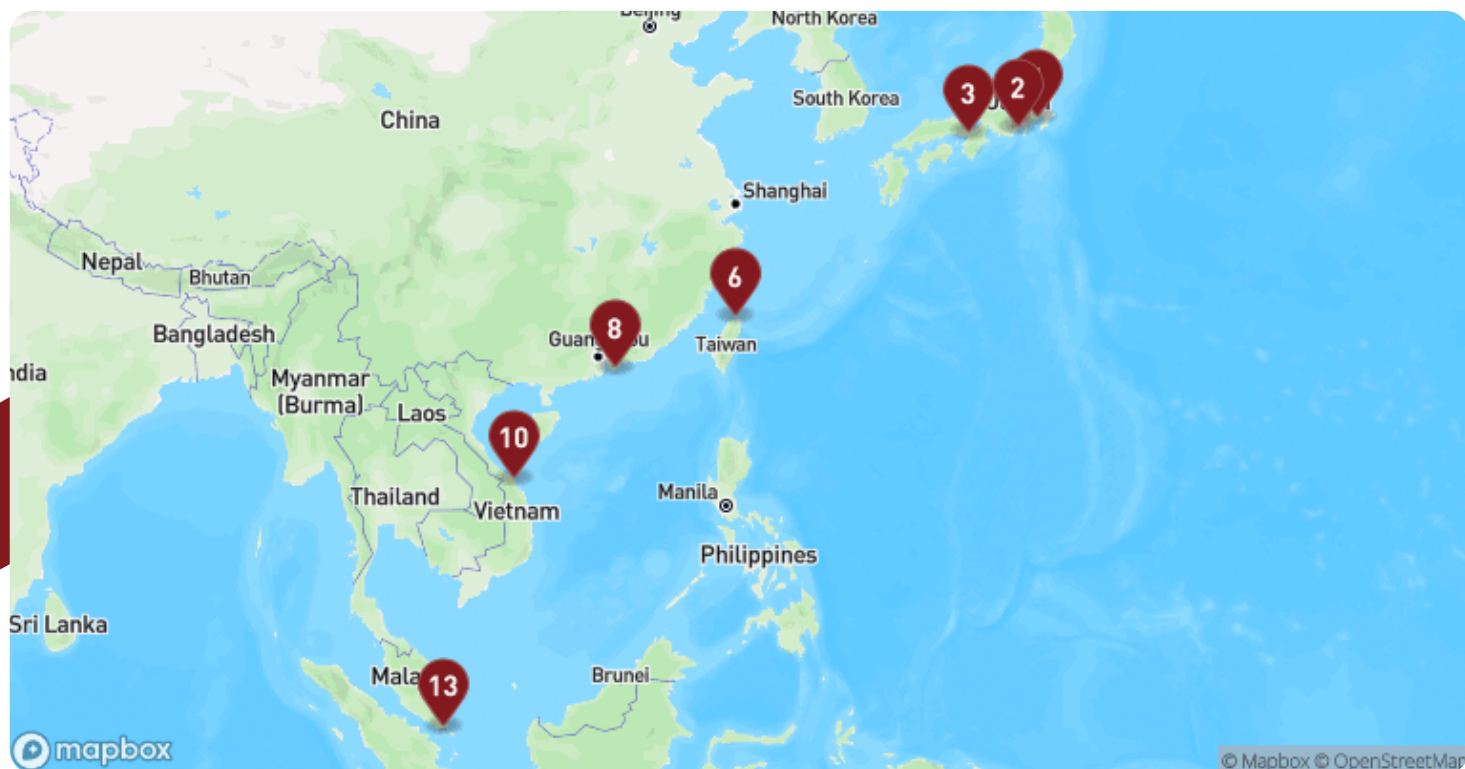 Beijing
North Korea
South Korea
China
3
2
Shanghai
Nepal
Bhutan
6
8
Bangladesh
Taiwan
Myanmar
(Burma)
Laos
10
Thailand
Vietnam
Manila
Philippines
Sri Lanka
Brunei
13
mapbox
© Mapbox © OpenStreetMap